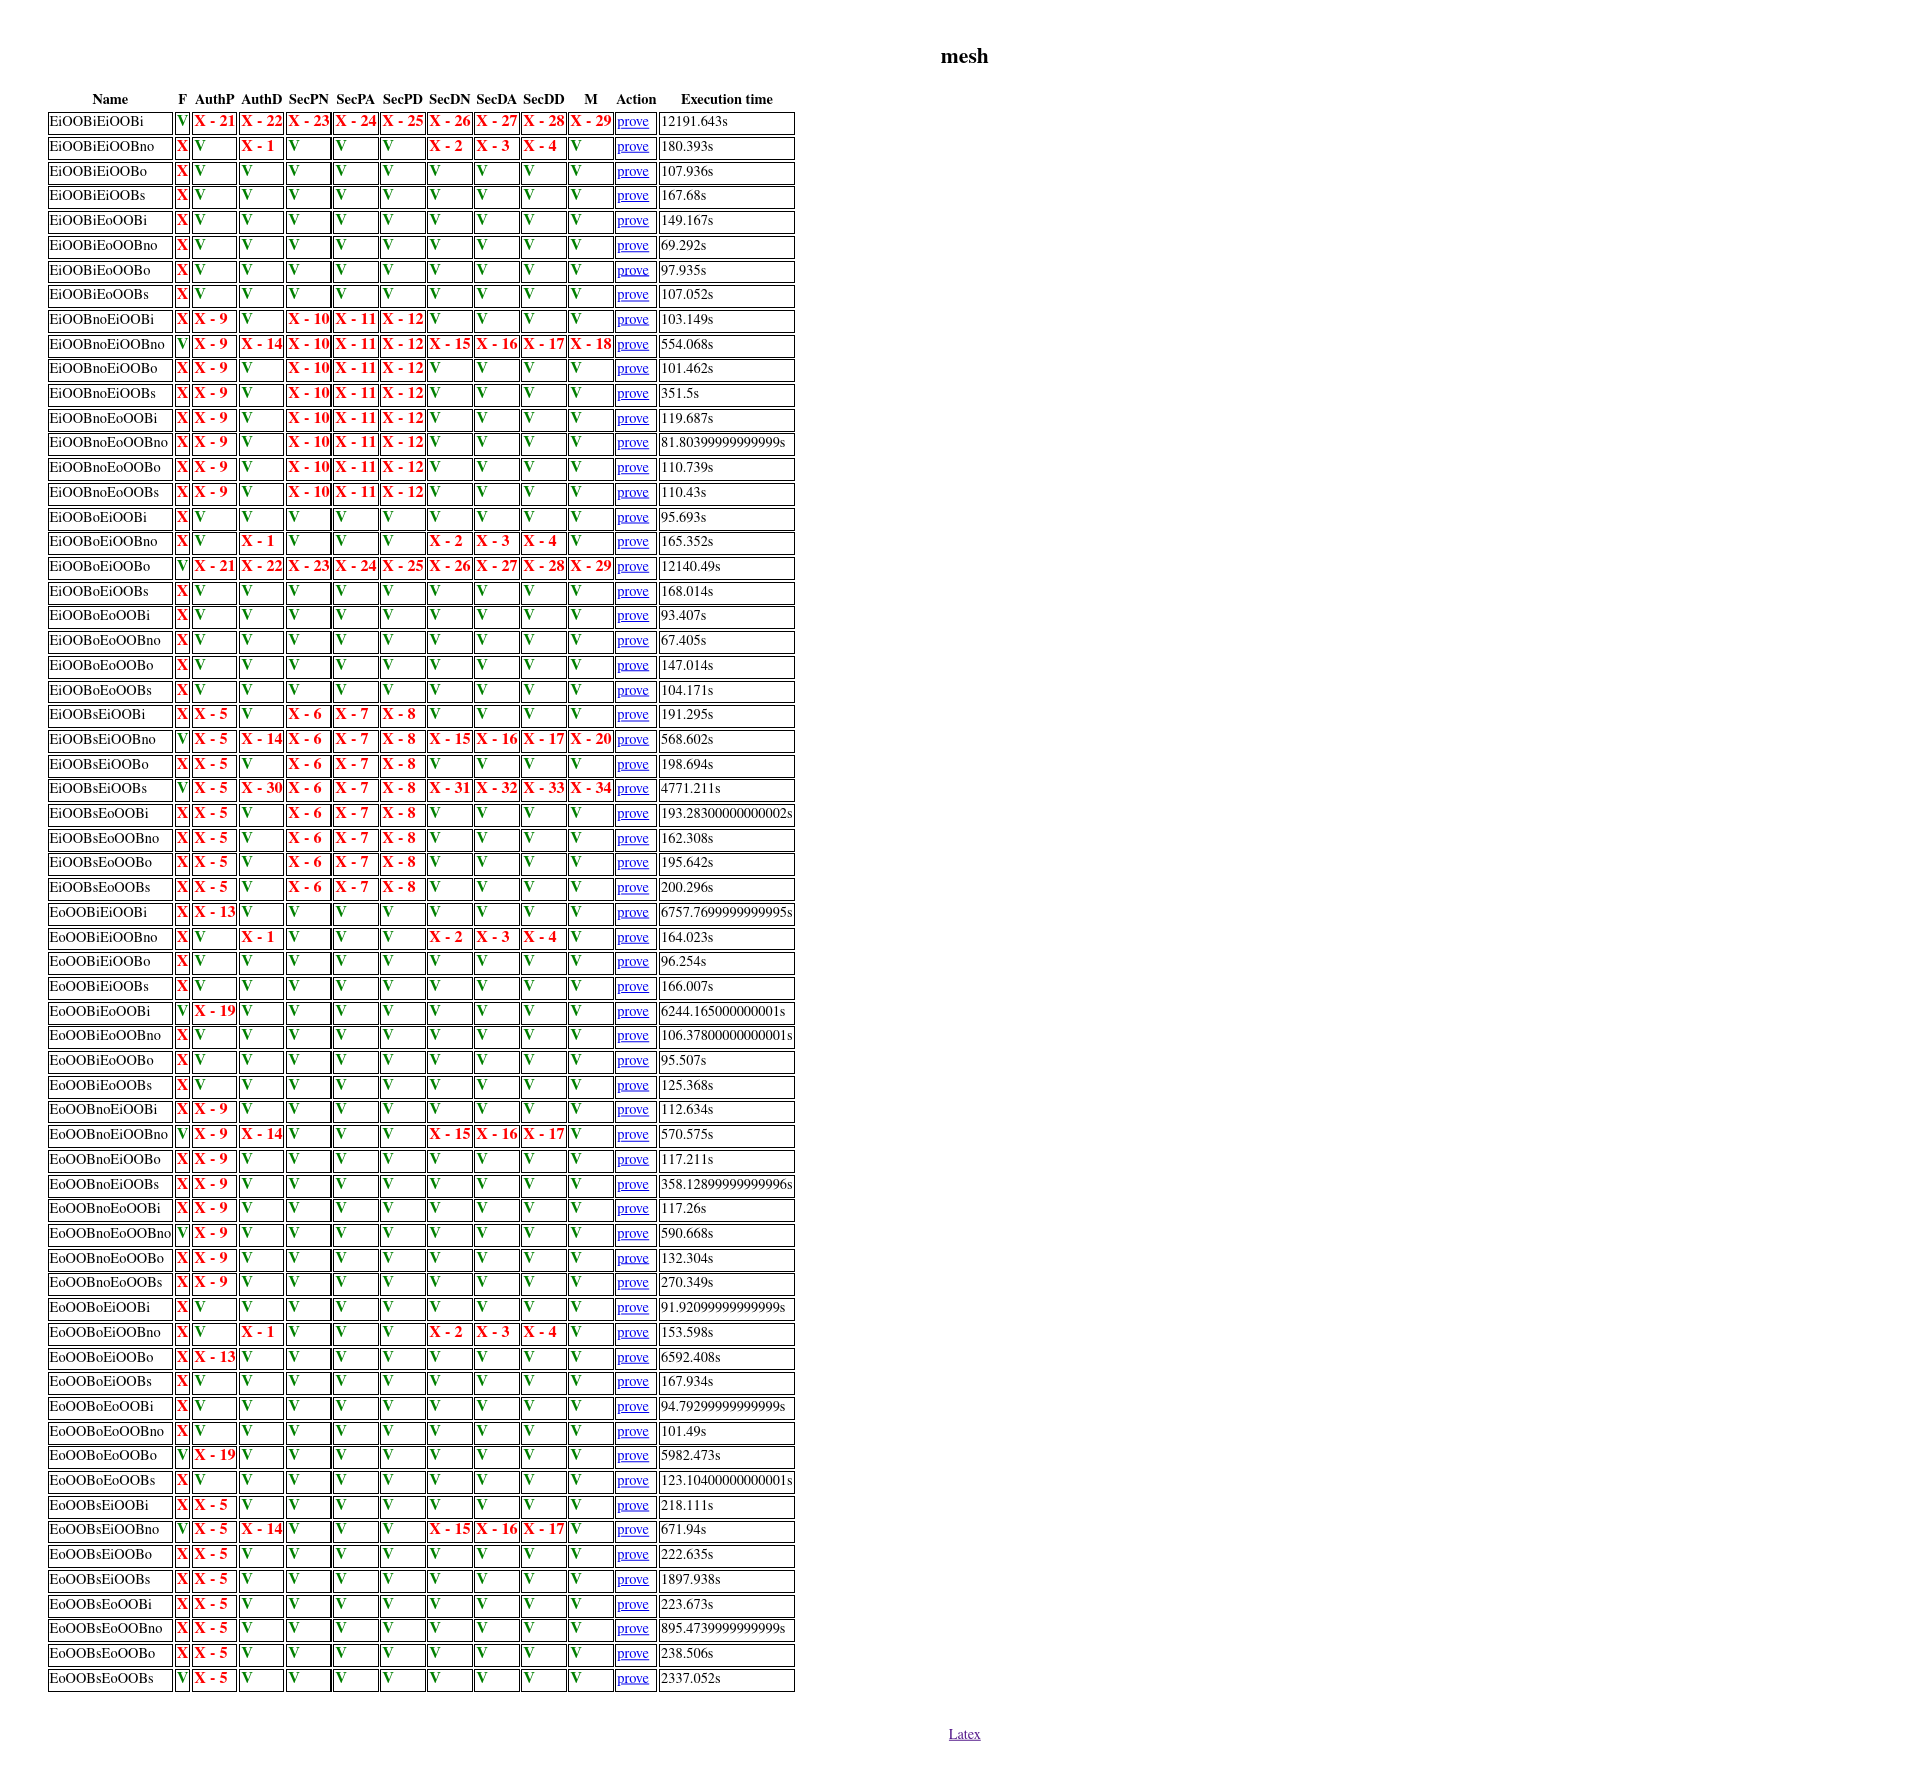 mesh
Name F AuthP AuthD SecPN SecPA SecPD SecDN SecDA SecDD M Action Execution time
EiOOBiEiOOBi V X - 21 X - 22 X - 23 X - 24 X - 25 X - 26 X - 27 X - 28 X - 29 prove 12191.643s
EiOOBiEiOOBno X V X - 1 V V V X - 2 X - 3 X - 4 V prove 180.393s
EiOOBiEiOOBo X V V V V V V V V V prove 107.936s
EiOOBiEiOOBs X V V V V V V V V V prove 167.68s
EiOOBiEoOOBi X V V V V V V V V V prove 149.167s
EiOOBiEoOOBno X V V V V V V V V V prove 69.292s
EiOOBiEoOOBo X V V V V V V V V V prove 97.935s
EiOOBiEoOOBs X V V V V V V V V V prove 107.052s
EiOOBnoEiOOBi X X - 9 V X - 10 X - 11 X - 12 V V V V prove 103.149s
EiOOBnoEiOOBno V X - 9 X - 14 X - 10 X - 11 X - 12 X - 15 X - 16 X - 17 X - 18 prove 554.068s
EiOOBnoEiOOBo X X - 9 V X - 10 X - 11 X - 12 V V V V prove 101.462s
EiOOBnoEiOOBs X X - 9 V X - 10 X - 11 X - 12 V V V V prove 351.5s
EiOOBnoEoOOBi X X - 9 V X - 10 X - 11 X - 12 V V V V prove 119.687s
EiOOBnoEoOOBno X X - 9 V X - 10 X - 11 X - 12 V V V V prove 81.80399999999999s
EiOOBnoEoOOBo X X - 9 V X - 10 X - 11 X - 12 V V V V prove 110.739s
EiOOBnoEoOOBs X X - 9 V X - 10 X - 11 X - 12 V V V V prove 110.43s
EiOOBoEiOOBi X V V V V V V V V V prove 95.693s
EiOOBoEiOOBno X V X - 1 V V V X - 2 X - 3 X - 4 V prove 165.352s
EiOOBoEiOOBo V X - 21 X - 22 X - 23 X - 24 X - 25 X - 26 X - 27 X - 28 X - 29 prove 12140.49s
EiOOBoEiOOBs X V V V V V V V V V prove 168.014s
EiOOBoEoOOBi X V V V V V V V V V prove 93.407s
EiOOBoEoOOBno X V V V V V V V V V prove 67.405s
EiOOBoEoOOBo X V V V V V V V V V prove 147.014s
EiOOBoEoOOBs X V V V V V V V V V prove 104.171s
EiOOBsEiOOBi X X - 5 V X - 6 X - 7 X - 8 V V V V prove 191.295s
EiOOBsEiOOBno V X - 5 X - 14 X - 6 X - 7 X - 8 X - 15 X - 16 X - 17 X - 20 prove 568.602s
EiOOBsEiOOBo X X - 5 V X - 6 X - 7 X - 8 V V V V prove 198.694s
EiOOBsEiOOBs V X - 5 X - 30 X - 6 X - 7 X - 8 X - 31 X - 32 X - 33 X - 34 prove 4771.211s
EiOOBsEoOOBi X X - 5 V X - 6 X - 7 X - 8 V V V V prove 193.28300000000002s
EiOOBsEoOOBno X X - 5 V X - 6 X - 7 X - 8 V V V V prove 162.308s
EiOOBsEoOOBo X X - 5 V X - 6 X - 7 X - 8 V V V V prove 195.642s
EiOOBsEoOOBs X X - 5 V X - 6 X - 7 X - 8 V V V V prove 200.296s
EoOOBiEiOOBi X X - 13 V V V V V V V V prove 6757.7699999999995s
EoOOBiEiOOBno X V X - 1 V V V X - 2 X - 3 X - 4 V prove 164.023s
EoOOBiEiOOBo X V V V V V V V V V prove 96.254s
EoOOBiEiOOBs X V V V V V V V V V prove 166.007s
EoOOBiEoOOBi V X - 19 V V V V V V V V prove 6244.165000000001s
EoOOBiEoOOBno X V V V V V V V V V prove 106.37800000000001s
EoOOBiEoOOBo X V V V V V V V V V prove 95.507s
EoOOBiEoOOBs X V V V V V V V V V prove 125.368s
EoOOBnoEiOOBi X X - 9 V V V V V V V V prove 112.634s
EoOOBnoEiOOBno V X - 9 X - 14 V V V X - 15 X - 16 X - 17 V prove 570.575s
EoOOBnoEiOOBo X X - 9 V V V V V V V V prove 117.211s
EoOOBnoEiOOBs X X - 9 V V V V V V V V prove 358.12899999999996s
EoOOBnoEoOOBi X X - 9 V V V V V V V V prove 117.26s
EoOOBnoEoOOBno V X - 9 V V V V V V V V prove 590.668s
EoOOBnoEoOOBo X X - 9 V V V V V V V V prove 132.304s
EoOOBnoEoOOBs X X - 9 V V V V V V V V prove 270.349s
EoOOBoEiOOBi X V V V V V V V V V prove 91.92099999999999s
EoOOBoEiOOBno X V X - 1 V V V X - 2 X - 3 X - 4 V prove 153.598s
EoOOBoEiOOBo X X - 13 V V V V V V V V prove 6592.408s
EoOOBoEiOOBs X V V V V V V V V V prove 167.934s
EoOOBoEoOOBi X V V V V V V V V V prove 94.79299999999999s
EoOOBoEoOOBno X V V V V V V V V V prove 101.49s
EoOOBoEoOOBo V X - 19 V V V V V V V V prove 5982.473s
EoOOBoEoOOBs X V V V V V V V V V prove 123.10400000000001s
EoOOBsEiOOBi X X - 5 V V V V V V V V prove 218.111s
EoOOBsEiOOBno V X - 5 X - 14 V V V X - 15 X - 16 X - 17 V prove 671.94s
EoOOBsEiOOBo X X - 5 V V V V V V V V prove 222.635s
EoOOBsEiOOBs X X - 5 V V V V V V V V prove 1897.938s
EoOOBsEoOOBi X X - 5 V V V V V V V V prove 223.673s
EoOOBsEoOOBno X X - 5 V V V V V V V V prove 895.4739999999999s
EoOOBsEoOOBo X X - 5 V V V V V V V V prove 238.506s
EoOOBsEoOOBs V X - 5 V V V V V V V V prove 2337.052s
Latex